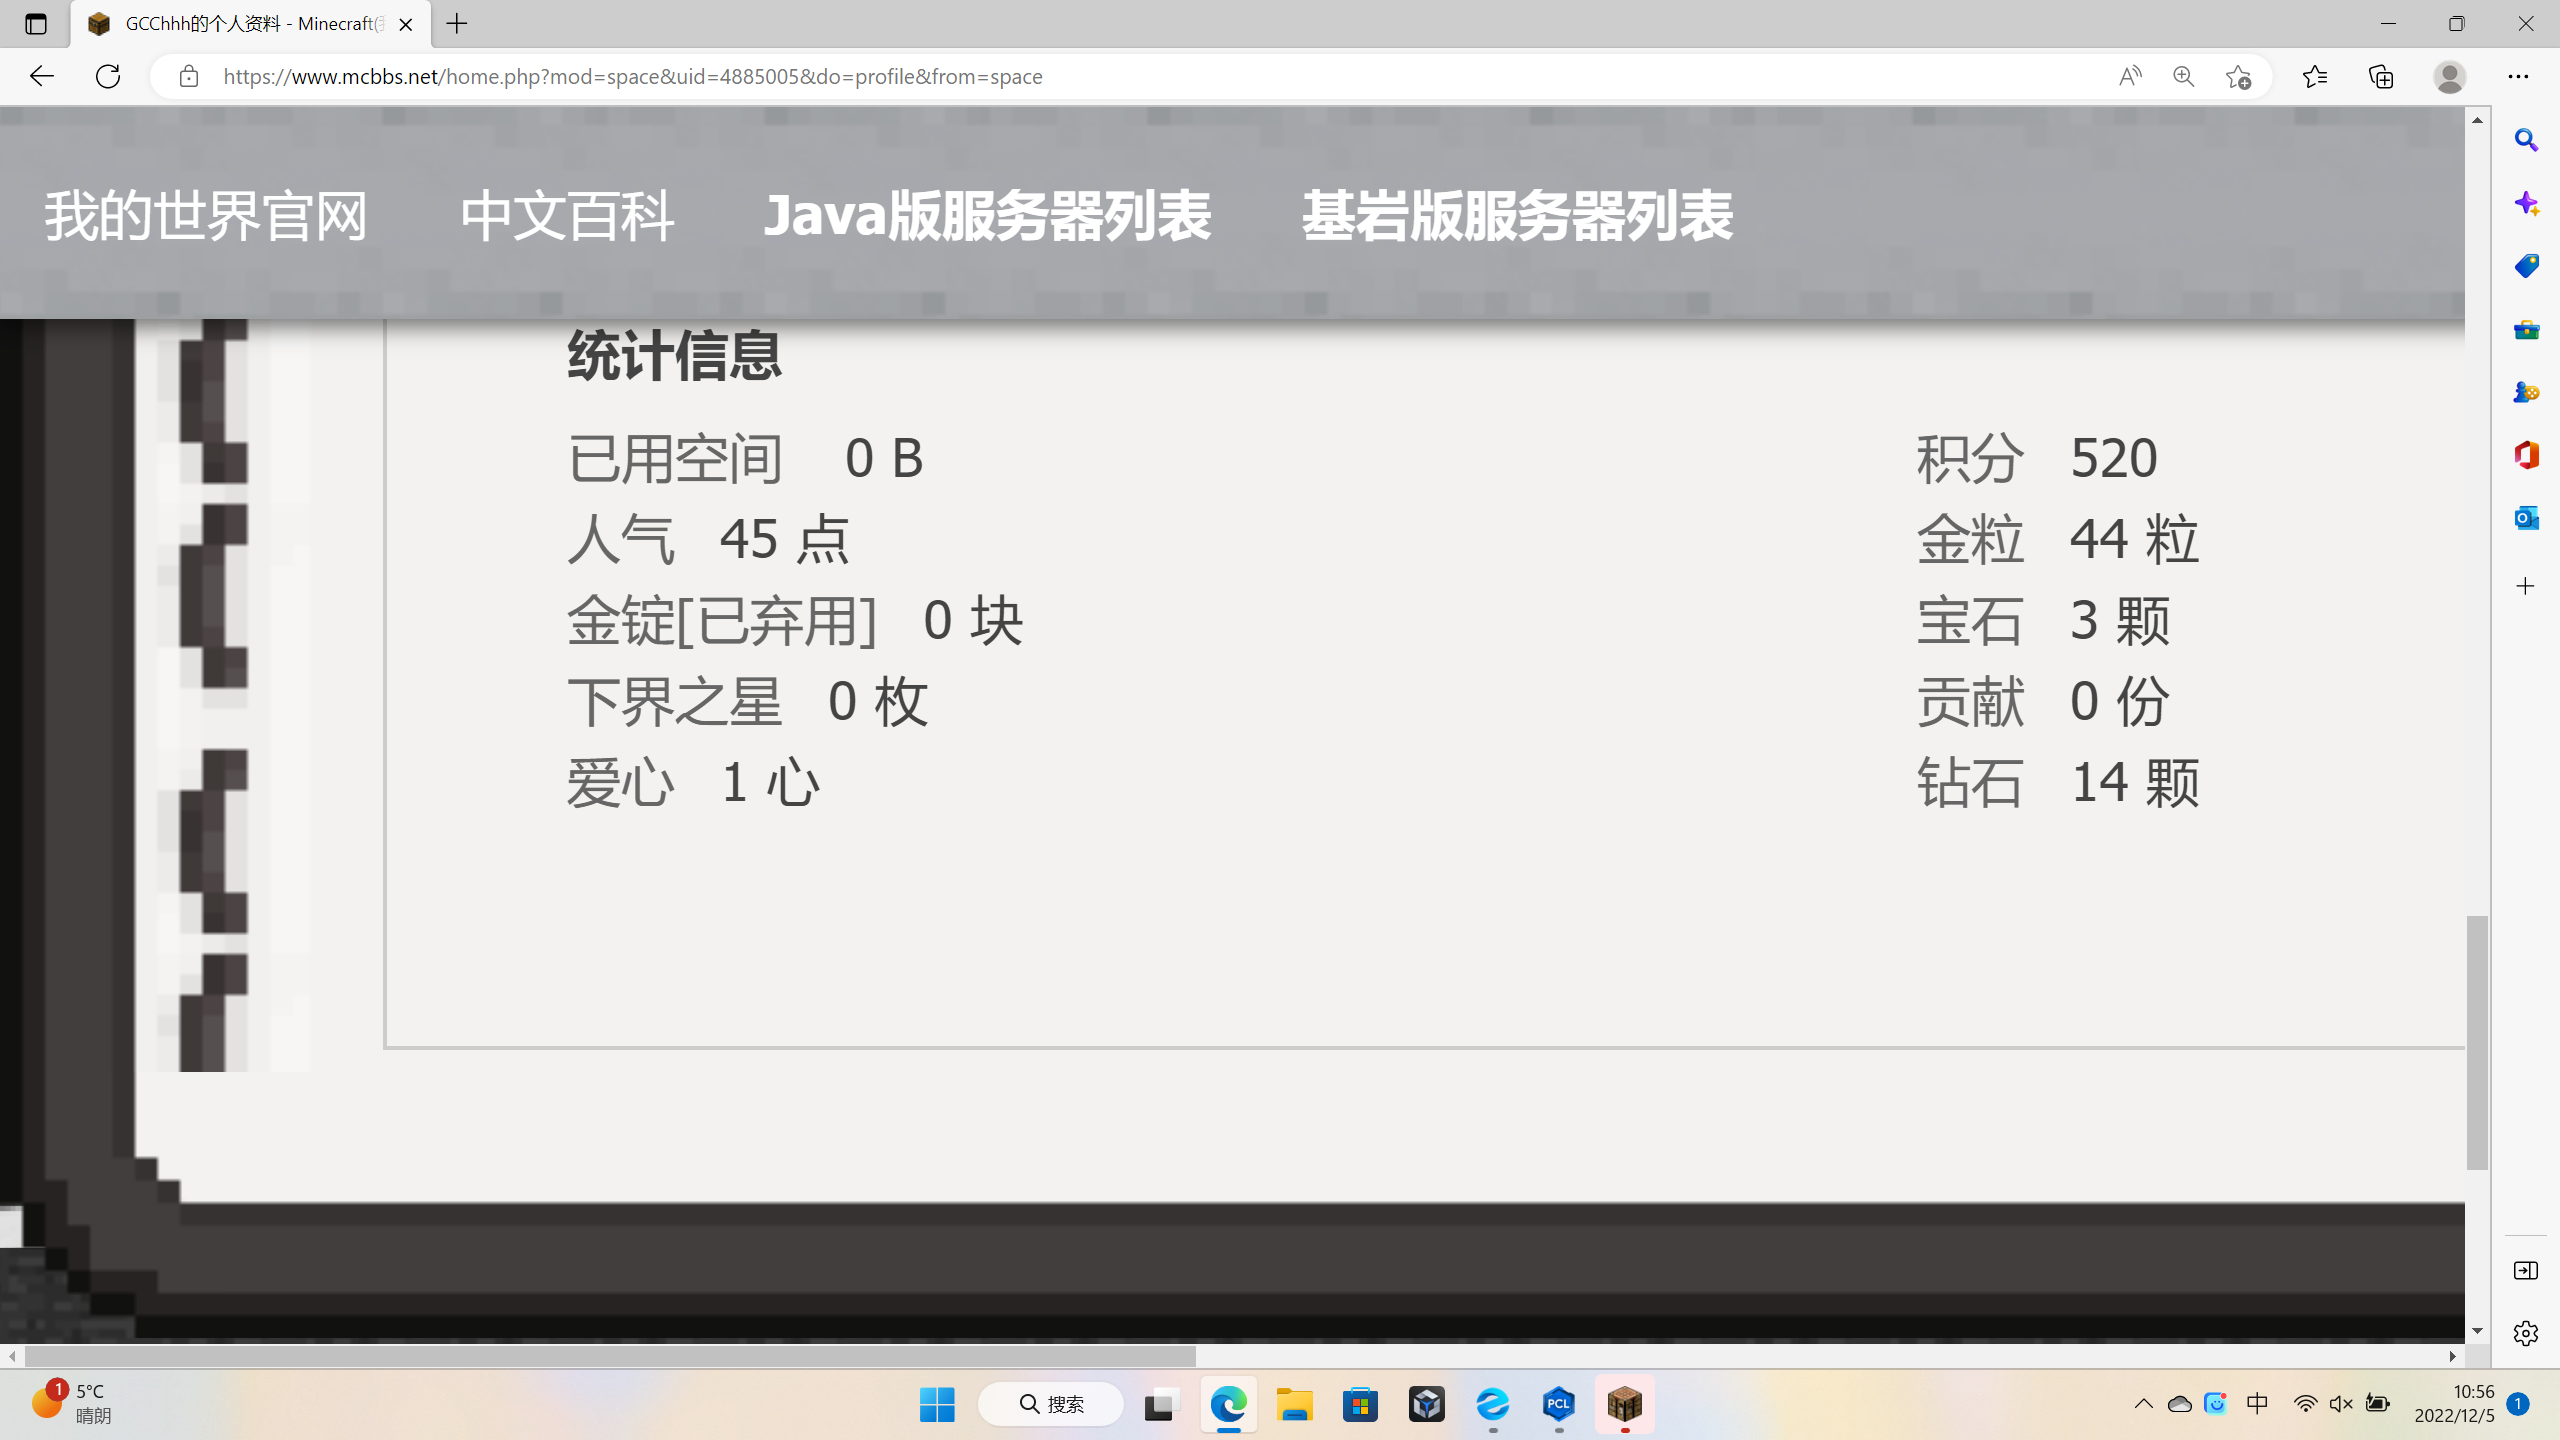 GCChhh的个人资料 - Minecraft(
https://www.mcbbs.net/home.php?mod=space&uid=4885005&do=profile&from=space
我的世界官网 中文百科 Java版服务器列表 基岩版服务器列表
统计信息
已用空间 0 B 积分 520
人气 45 点 金粒 44 粒
金锭[已弃用] 0 块 宝石 3 颗
下界之星 0 枚 贡献 0 份
爱心 1 心 钻石 14 颗
1 5°C
晴朗
搜索
PCL
中
10:56
2022/12/5
1